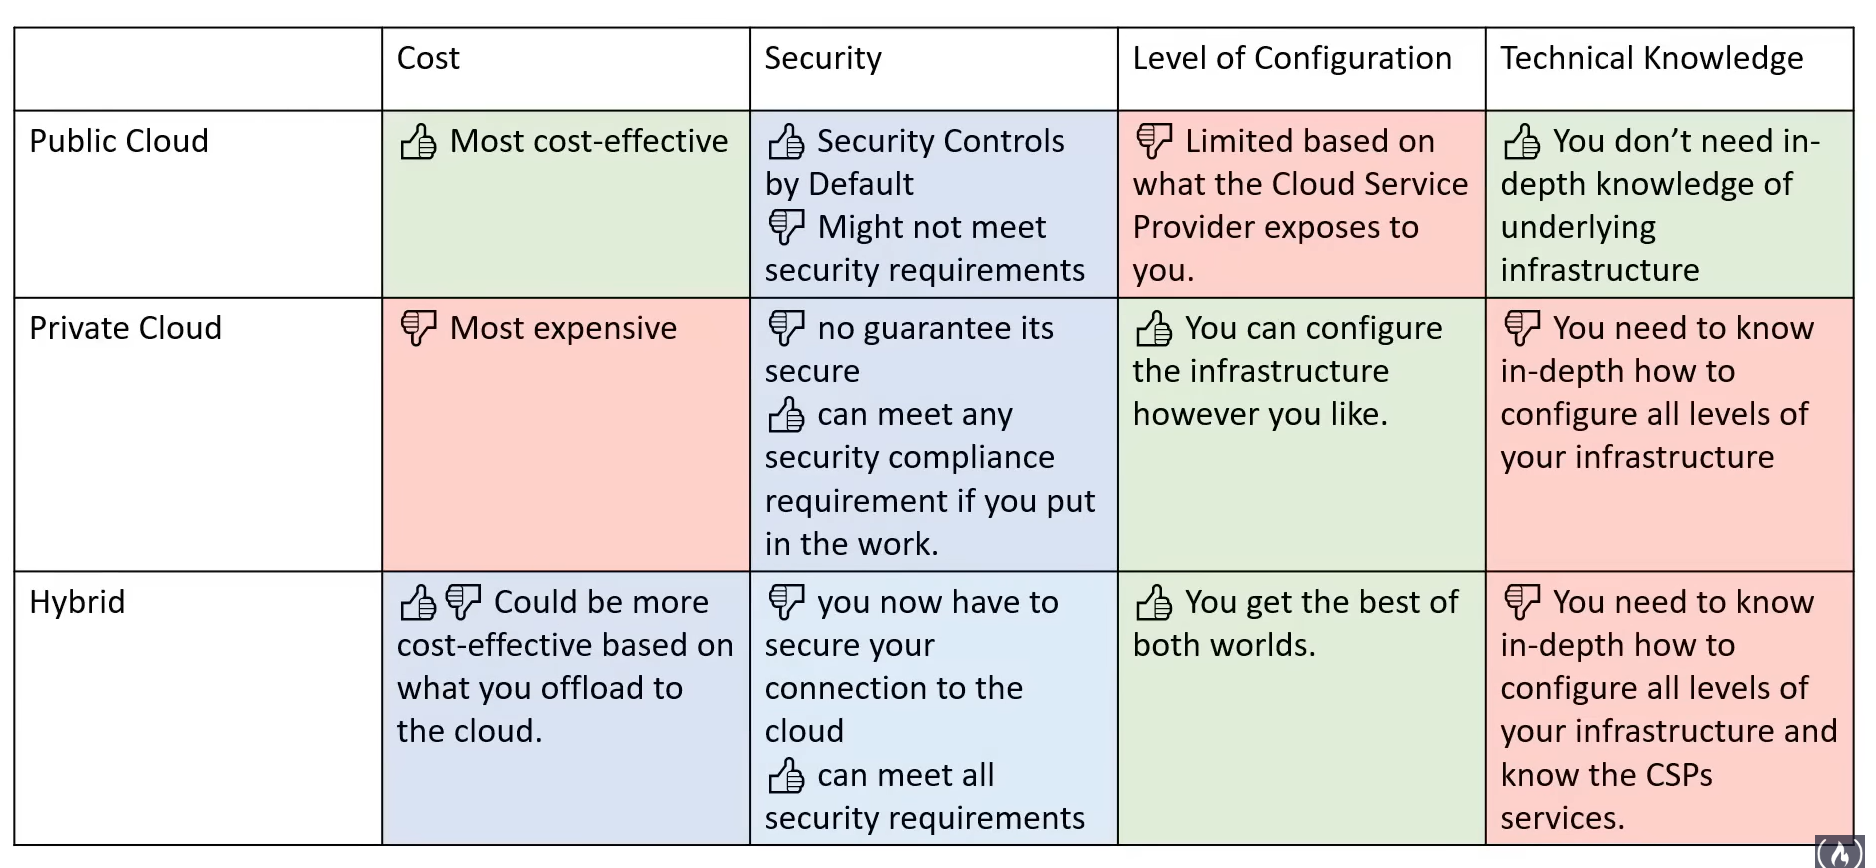 Cost
Security
Level of Configuration
Technical Knowledge
Public Cloud
Most cost-effective
Security Controls
by Default
Might not meet
security requirements
Limited based on
what the Cloud Service
Provider exposes to
you.
You don’t need in-
depth knowledge of
underlying
infrastructure
Private Cloud
Most expensive
no guarantee its
secure
can meet any
security compliance
requirement if you put
in the work.
You can configure
the infrastructure
however you like.
You need to know
in-depth how to
configure all levels of
your infrastructure
Hybrid
Could be more
cost-effective based on
what you offload to
the cloud.
you now have to
secure your
connection to the
cloud
can meet all
security requirements
You get the best of
both worlds.
You need to know
in-depth how to
configure all levels of
your infrastructure and
know the CSPs
services.